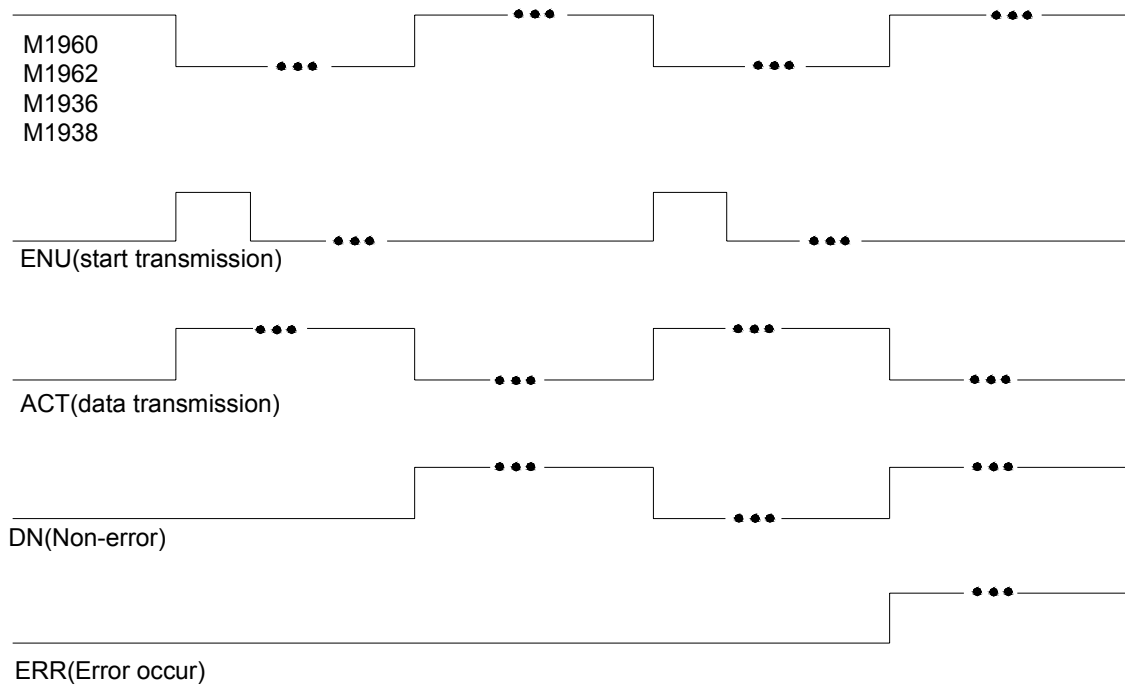 M1960
M1962
M1936
M1938
ENU(start transmission)
ACT(data transmission)
DN(Non-error)
ERR(Error occur)